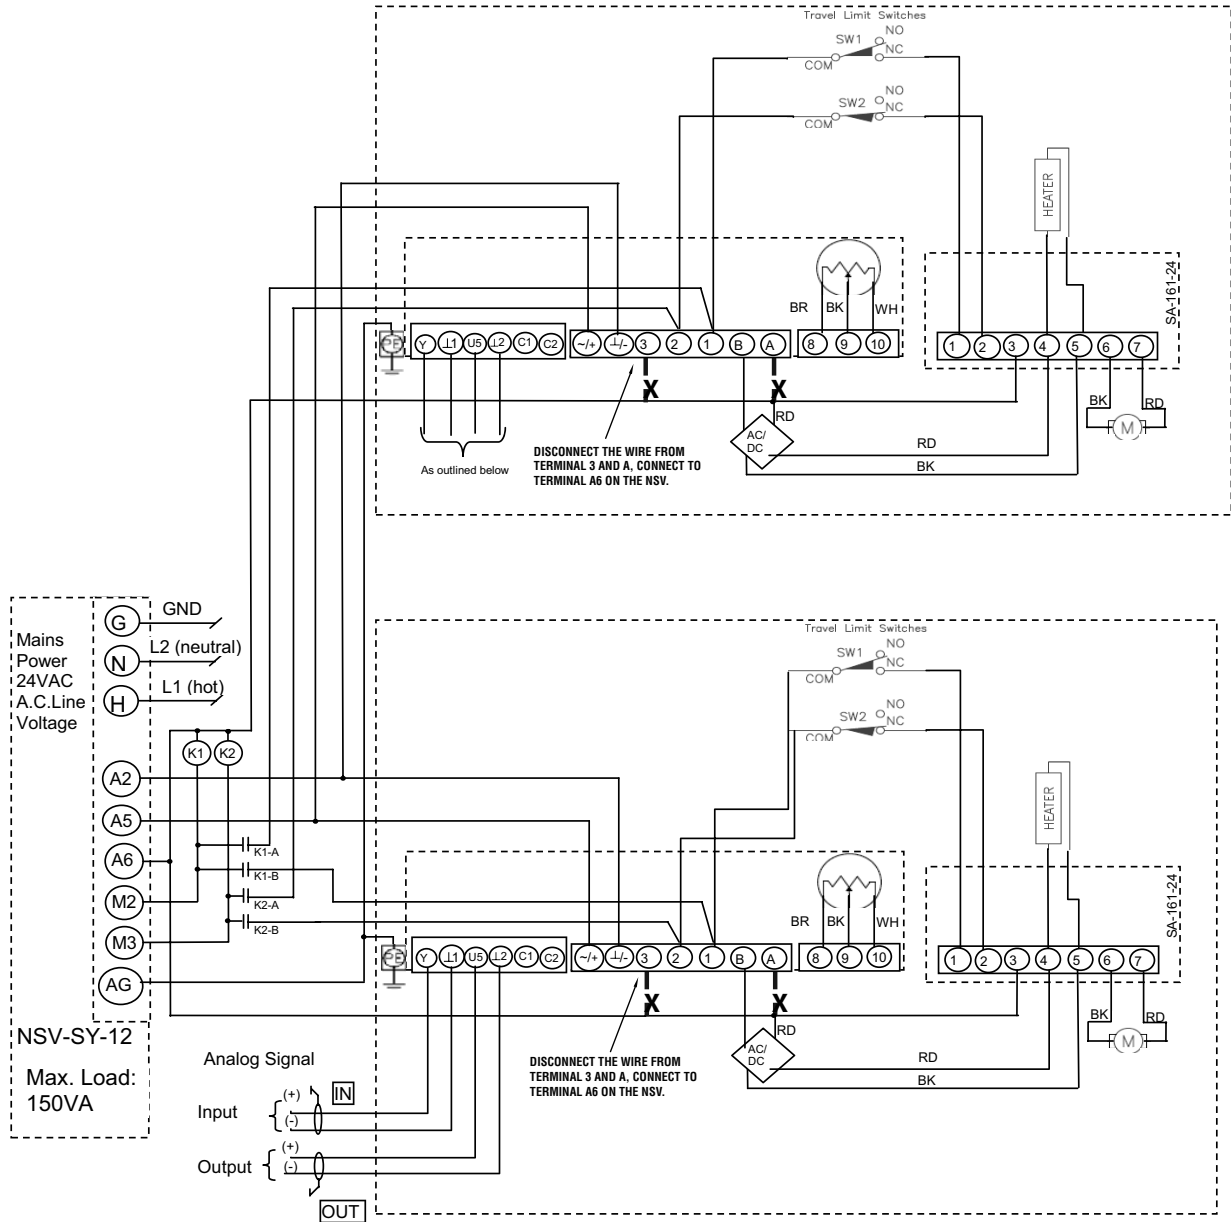 Travel Limit Switches
SW1
NO
NC
COM
SW2
NO
NC
COM
HEATER
SA-161-24
BR
BK
WH
PE
Y
⊥1
U5
⊥2
C1
C2
~/+
⊥/-
3
2
1
B
A
8
9
10
1
2
3
4
5
6
7
X
X
As outlined below
DISCONNECT THE WIRE FROM
TERMINAL 3 AND A, CONNECT TO
TERMINAL A6 ON THE NSV.
RD
AC/
DC
RD
BK
BK
RD
M
Mains
Power
24VAC
A.C.Line
Voltage
G
GND
N
L2 (neutral)
H
L1 (hot)
K1
K2
A2
A5
A6
M2
M3
AG
K1-A
K1-B
K2-A
K2-B
NSV-SY-12
Max. Load:
150VA
Travel Limit Switches
SW1
NO
NC
COM
SW2
NO
NC
COM
HEATER
SA-161-24
BR
BK
WH
PE
Y
⊥1
U5
⊥2
C1
C2
~/+
⊥/-
3
2
1
B
A
8
9
10
1
2
3
4
5
6
7
X
X
DISCONNECT THE WIRE FROM
TERMINAL 3 AND A, CONNECT TO
TERMINAL A6 ON THE NSV.
RD
AC/
DC
RD
BK
BK
RD
M
Analog Signal
Input
(+)
(-)
IN
Output
(+)
(-)
OUT